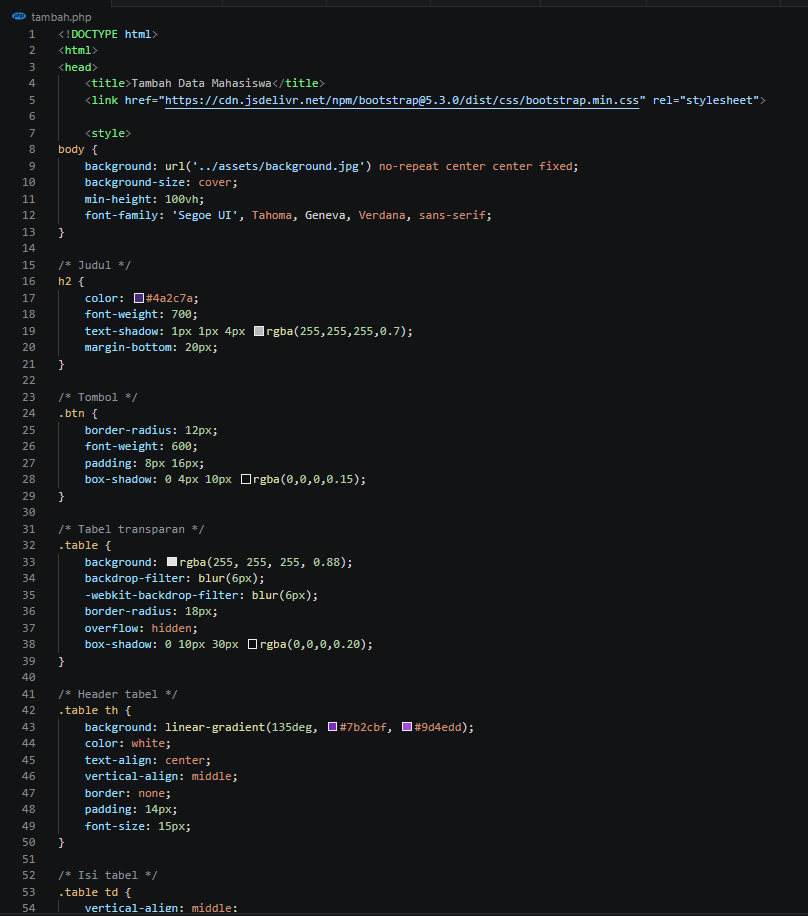 php tambah.php
1 <!DOCTYPE html>
2 <html>
3 <head>
4     <title>Tambah Data Mahasiswa</title>
5     <link href="https://cdn.jsdelivr.net/npm/bootstrap@5.3.0/dist/css/bootstrap.min.css" rel="stylesheet">
6
7     <style>
8 body {
9     background: url('../assets/background.jpg') no-repeat center center fixed;
10     background-size: cover;
11     min-height: 100vh;
12     font-family: 'Segoe UI', Tahoma, Geneva, Verdana, sans-serif;
13 }
14
15 /* Judul */
16 h2 {
17     color: #4a2c7a;
18     font-weight: 700;
19     text-shadow: 1px 1px 4px rgba(255,255,255,0.7);
20     margin-bottom: 20px;
21 }
22
23 /* Tombol */
24 .btn {
25     border-radius: 12px;
26     font-weight: 600;
27     padding: 8px 16px;
28     box-shadow: 0 4px 10px rgba(0,0,0,0.15);
29 }
30
31 /* Tabel transparan */
32 .table {
33     background: rgba(255, 255, 255, 0.88);
34     backdrop-filter: blur(6px);
35     -webkit-backdrop-filter: blur(6px);
36     border-radius: 18px;
37     overflow: hidden;
38     box-shadow: 0 10px 30px rgba(0,0,0,0.20);
39 }
40
41 /* Header tabel */
42 .table th {
43     background: linear-gradient(135deg, #7b2cbf, #9d4edd);
44     color: white;
45     text-align: center;
46     vertical-align: middle;
47     border: none;
48     padding: 14px;
49     font-size: 15px;
50 }
51
52 /* Isi tabel */
53 .table td {
54     vertical-align: middle;